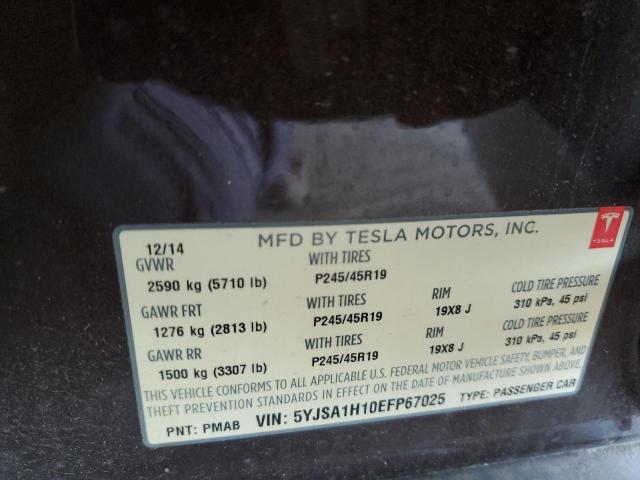 12/14 MFD BY TESLA MOTORS, INC. TESLA
GVWR WITH TIRES
2590 kg (5710 lb) P245/45R19
GAWR FRT WITH TIRES RIM COLD TIRE PRESSURE
1276 kg (2813 lb) P245/45R19 19X8 J 310 kPa, 45 psi
GAWR RR WITH TIRES RIM COLD TIRE PRESSURE
1500 kg (3307 lb) P245/45R19 19X8 J 310 kPa, 45 psi
THIS VEHICLE CONFORMS TO ALL APPLICABLE U.S. FEDERAL MOTOR VEHICLE SAFETY, BUMPER, AND
THEFT PREVENTION STANDARDS IN EFFECT ON THE DATE OF MANUFACTURE SHOWN ABOVE.
PNT: PMAB VIN: 5YJSA1H10EFP67025 TYPE: PASSENGER CAR